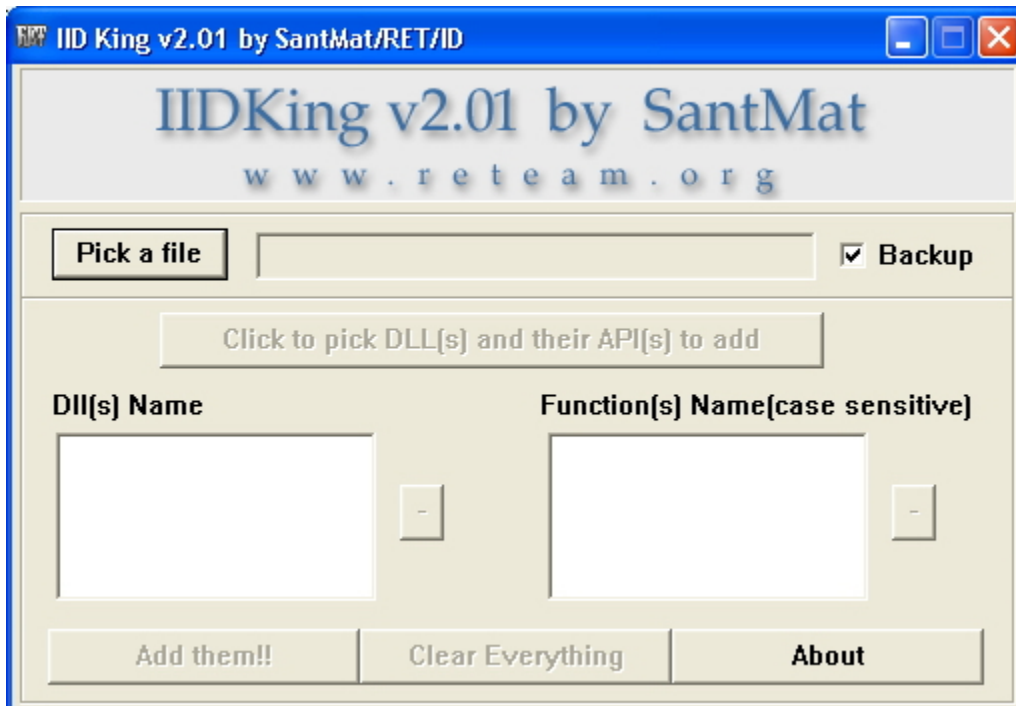 IID King v2.01 by SantMat/RET/ID
IIDKing v2.01 by SantMat
www.reteam.org
Pick a file
Backup
Click to pick DLL(s) and their API(s) to add
Dll(s) Name
Function(s) Name(case sensitive)
-
-
Add them!!
Clear Everything
About